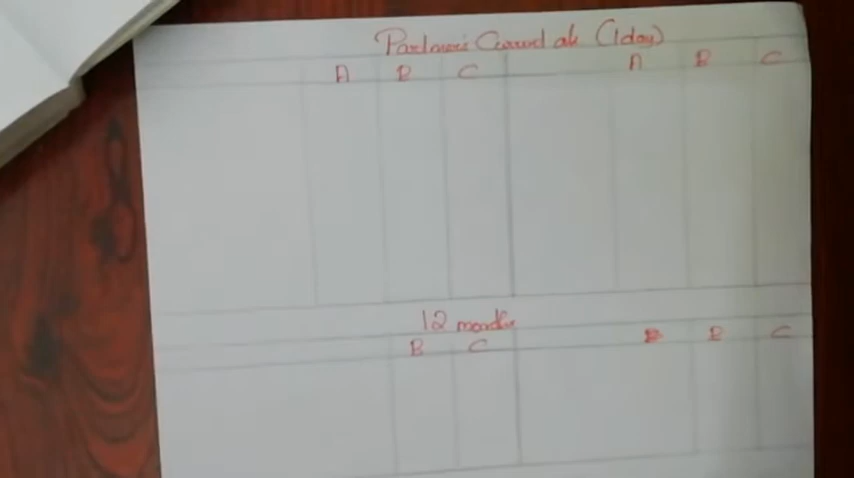 Partners Current a/c (1 day)
A B C A B C
12 months
B C B C